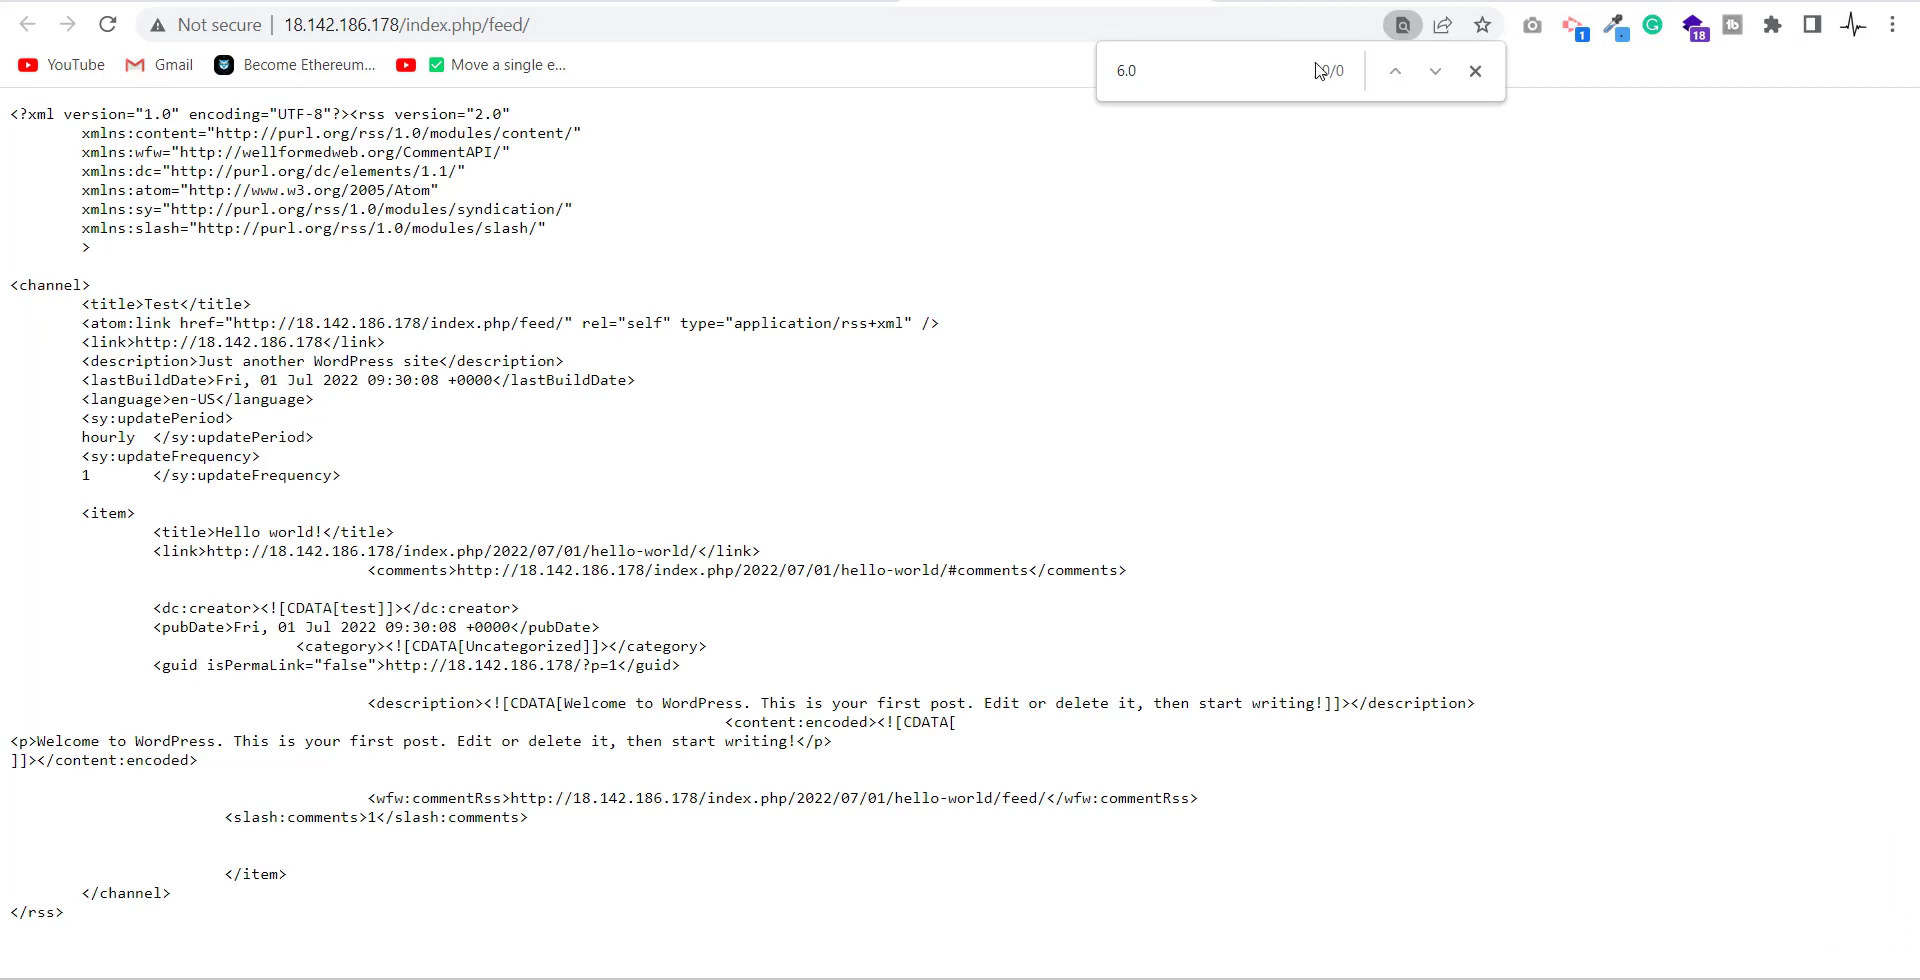 Not secure | 18.142.186.178/index.php/feed/
1
18
YouTube Gmail Become Ethereum... Move a single e...
6.0 0/0
<?xml version="1.0" encoding="UTF-8"?><rss version="2.0"
xmlns:content="http://purl.org/rss/1.0/modules/content/"
xmlns:wfw="http://wellformedweb.org/CommentAPI/"
xmlns:dc="http://purl.org/dc/elements/1.1/"
xmlns:atom="http://www.w3.org/2005/Atom"
xmlns:sy="http://purl.org/rss/1.0/modules/syndication/"
xmlns:slash="http://purl.org/rss/1.0/modules/slash/"
>
<channel>
<title>Test</title>
<atom:link href="http://18.142.186.178/index.php/feed/" rel="self" type="application/rss+xml" />
<link>http://18.142.186.178</link>
<description>Just another WordPress site</description>
<lastBuildDate>Fri, 01 Jul 2022 09:30:08 +0000</lastBuildDate>
<language>en-US</language>
<sy:updatePeriod>
hourly </sy:updatePeriod>
<sy:updateFrequency>
1 </sy:updateFrequency>
<item>
<title>Hello world!</title>
<link>http://18.142.186.178/index.php/2022/07/01/hello-world/</link>
<comments>http://18.142.186.178/index.php/2022/07/01/hello-world/#comments</comments>
<dc:creator><![CDATA[test]]></dc:creator>
<pubDate>Fri, 01 Jul 2022 09:30:08 +0000</pubDate>
<category><![CDATA[Uncategorized]]></category>
<guid isPermaLink="false">http://18.142.186.178/?p=1</guid>
<description><![CDATA[Welcome to WordPress. This is your first post. Edit or delete it, then start writing!]]></description>
<content:encoded><![CDATA[
<p>Welcome to WordPress. This is your first post. Edit or delete it, then start writing!</p>
]]></content:encoded>
<wfw:commentRss>http://18.142.186.178/index.php/2022/07/01/hello-world/feed/</wfw:commentRss>
<slash:comments>1</slash:comments>
</item>
</channel>
</rss>